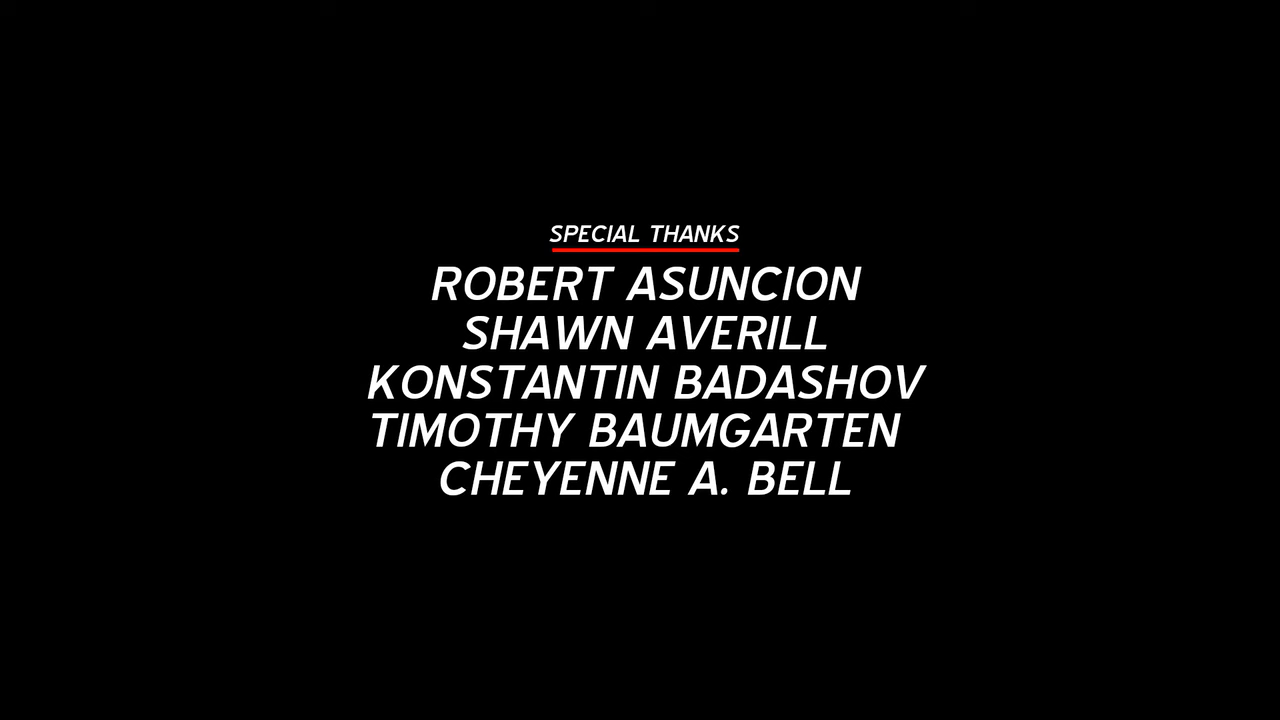 SPECIAL THANKS
ROBERT ASUNCION
SHAWN AVERILL
KONSTANTIN BADASHOV
TIMOTHY BAUMGARTEN
CHEYENNE A. BELL